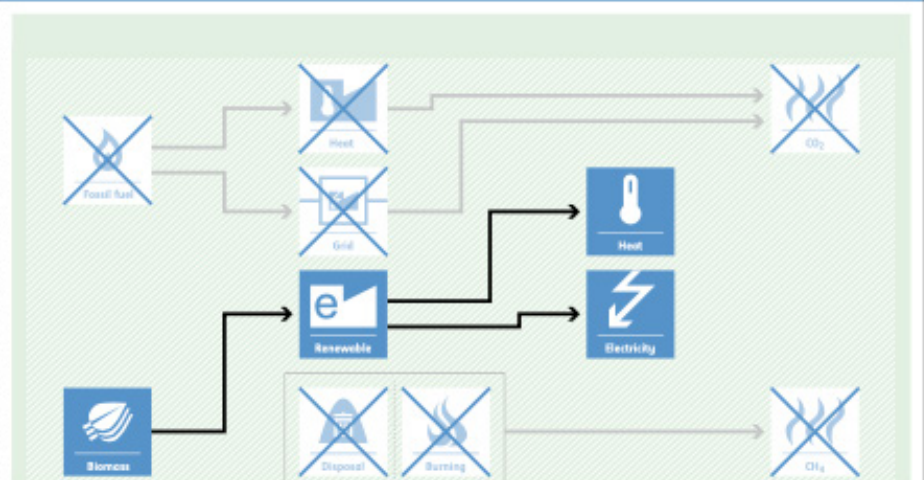 Heat
CO₂
Fossil fuel
Grid
Heat
e
Renewable
Electricity
Biomass
Disposal
Burning
CH₄